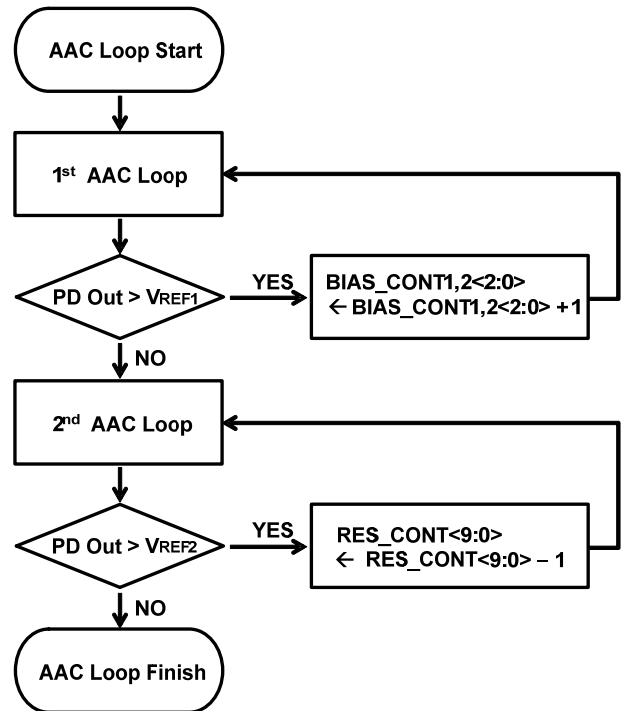 AAC Loop Start
1st AAC Loop
PD Out > VREF1
YES
BIAS_CONT1,2<2:0>
← BIAS_CONT1,2<2:0> +1
NO
2nd AAC Loop
PD Out > VREF2
YES
RES_CONT<9:0>
← RES_CONT<9:0> – 1
NO
AAC Loop Finish